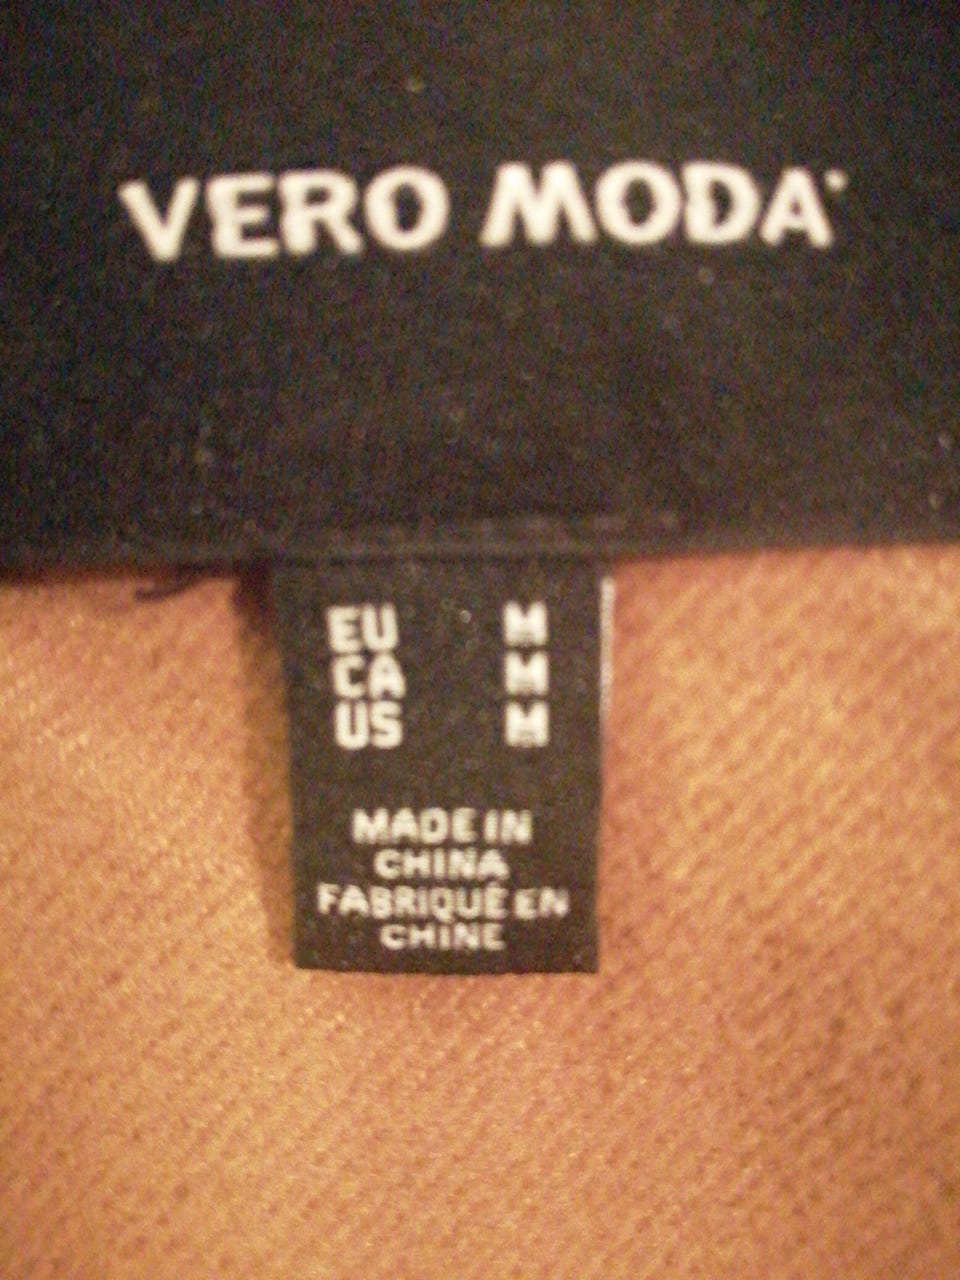 VERO MODA
EU M
CA M
US M
MADE IN
CHINA
FABRIQUÉ EN
CHINE